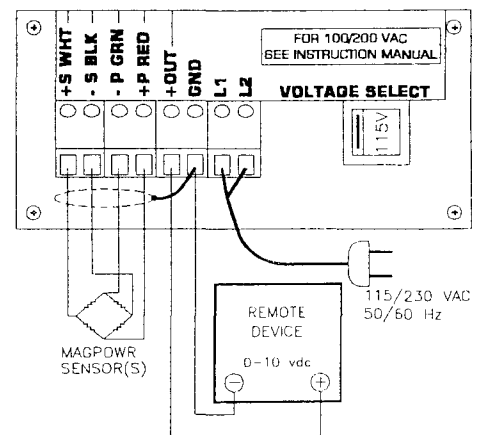 +S WHT
- S BLK
- P GRN
+P RED
+OUT
GND
L1
L2
FOR 100/200 VAC
SEE INSTRUCTION MANUAL
VOLTAGE SELECT
115V
115/230 VAC
50/60 Hz
REMOTE
DEVICE
0-10 vdc
- +
MAGPOWR
SENSOR(S)